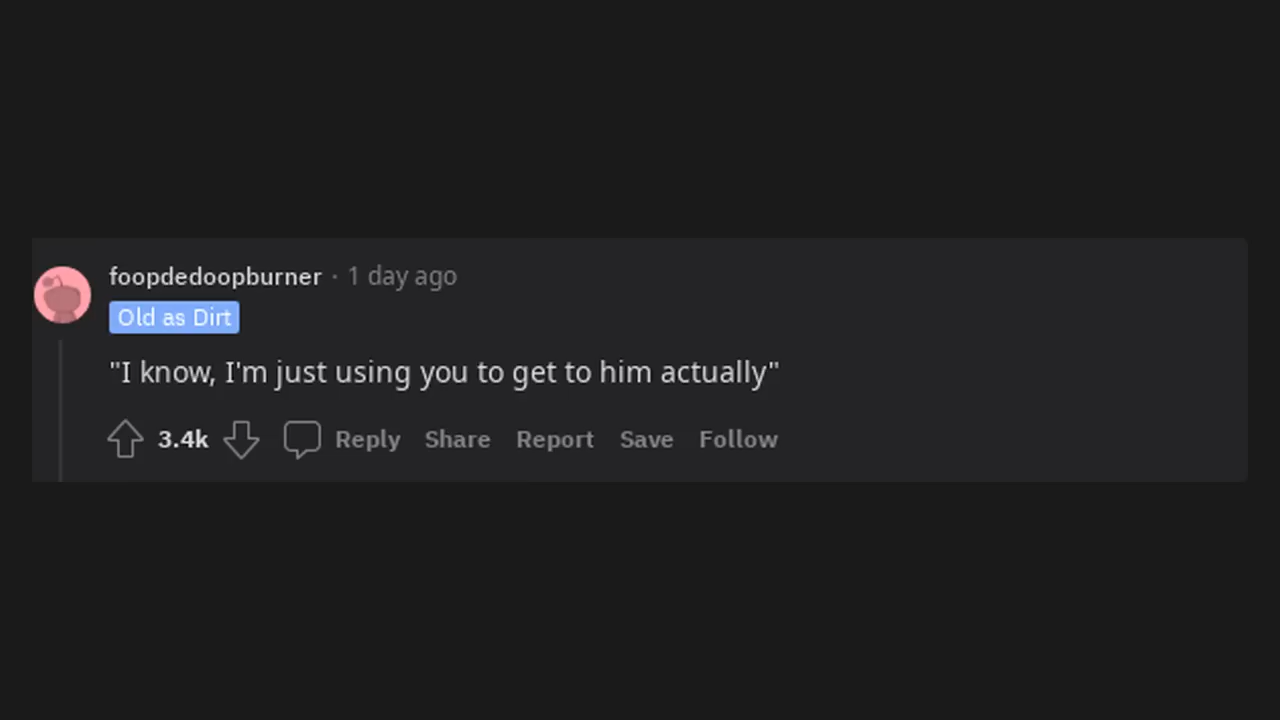 foopdedoopburner · 1 day ago
Old as Dirt
"I know, I'm just using you to get to him actually"
3.4k Reply Share Report Save Follow